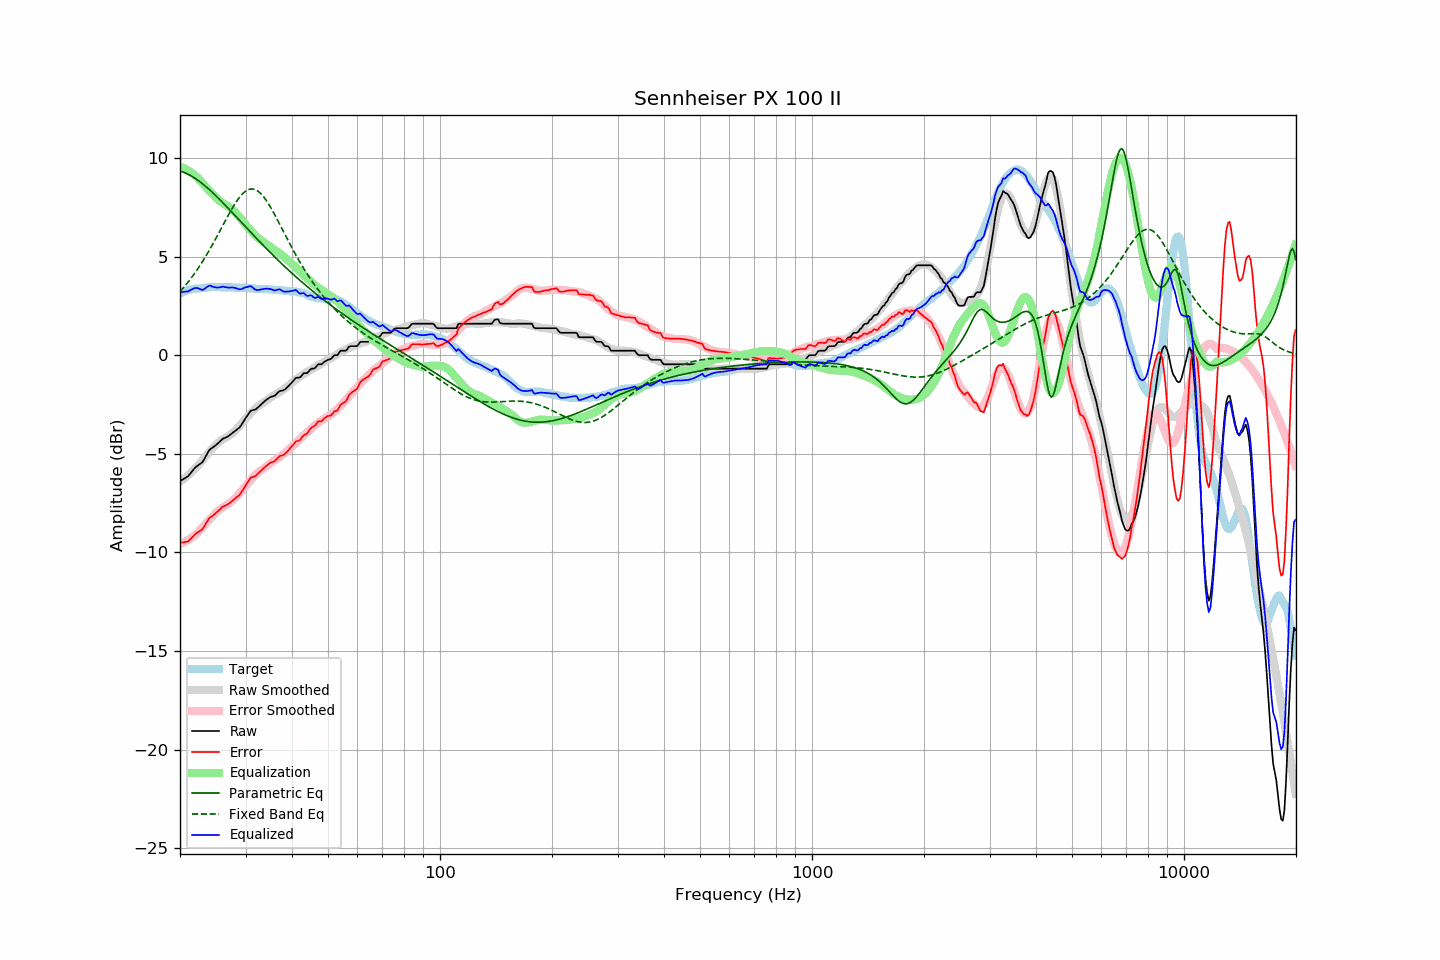 Sennheiser PX 100 II
10
5
0
−5
−10
−15
−20
−25
Amplitude (dBr)
100
1000
10000
Frequency (Hz)
Target
Raw Smoothed
Error Smoothed
Raw
Error
Equalization
Parametric Eq
Fixed Band Eq
Equalized